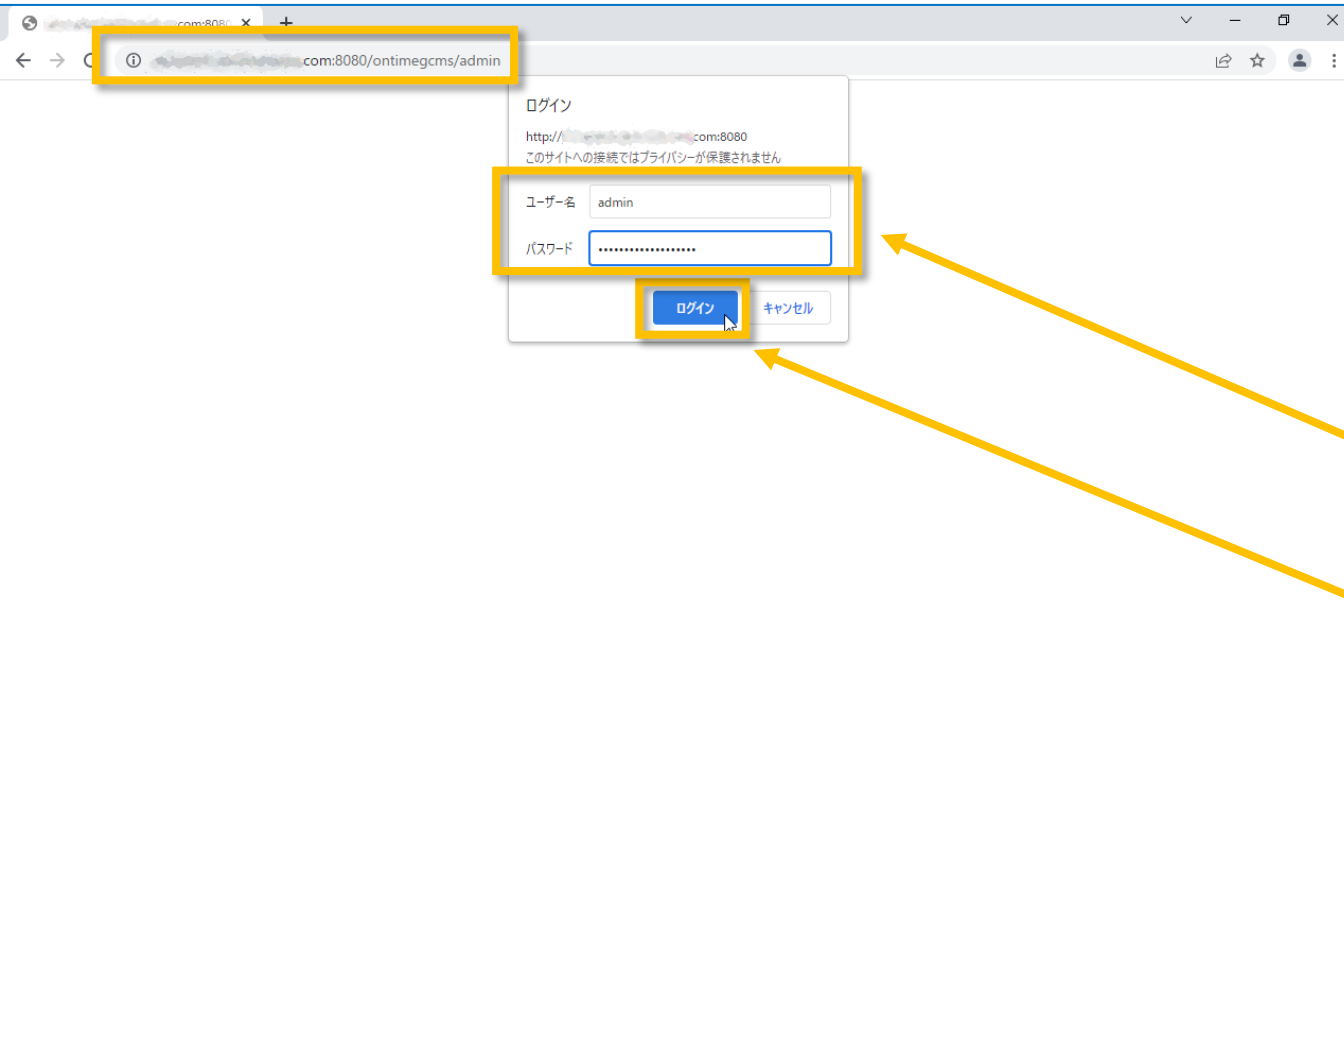 com:8080
com:8080/ontimegcms/admin
ログイン
http:// com:8080
このサイトへの接続ではプライバシーが保護されません
ユーザー名 admin
パスワード •••••••••••••••••••
ログイン キャンセル